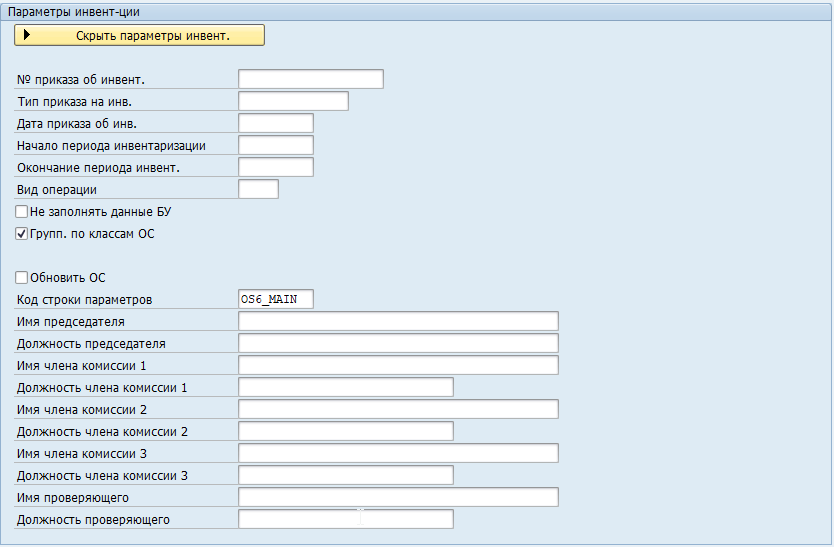 Параметры инвент-ции
Скрыть параметры инвент.
№ приказа об инвент.
Тип приказа на инв.
Дата приказа об инв.
Начало периода инвентаризации
Окончание периода инвент.
Вид операции
Не заполнять данные БУ
Групп. по классам ОС
Обновить ОС
Код строки параметров OS6_MAIN
Имя председателя
Должность председателя
Имя члена комиссии 1
Должность члена комиссии 1
Имя члена комиссии 2
Должность члена комиссии 2
Имя члена комиссии 3
Должность члена комиссии 3
Имя проверяющего
Должность проверяющего